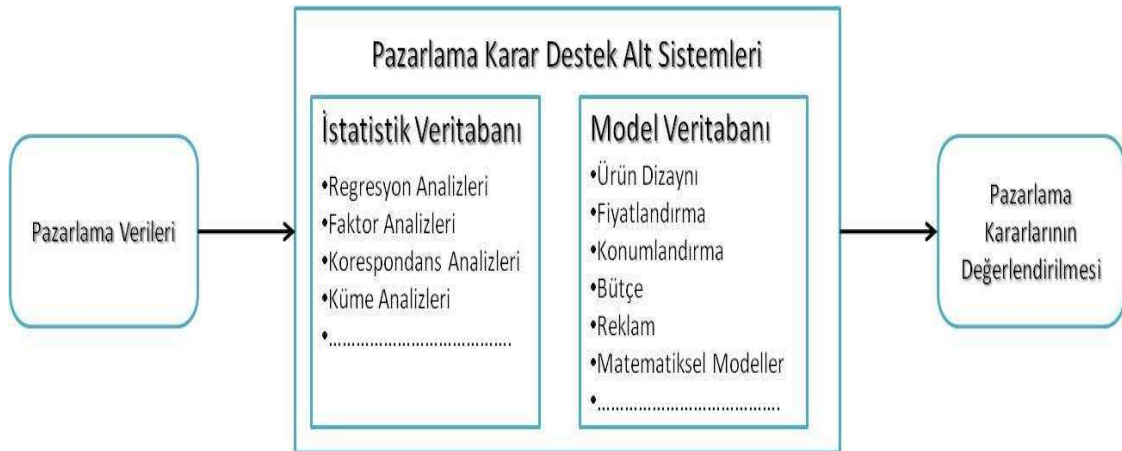 Pazarlama Karar Destek Alt Sistemleri
Pazarlama Verileri
İstatistik Veritabanı
•Regresyon Analizleri
•Faktor Analizleri
•Korespondans Analizleri
•Küme Analizleri
•......................................
Model Veritabanı
•Ürün Dizaynı
•Fiyatlandırma
•Konumlandırma
•Bütçe
•Reklam
•Matematiksel Modeller
•......................................
Pazarlama
Kararlarının
Değerlendirilmesi